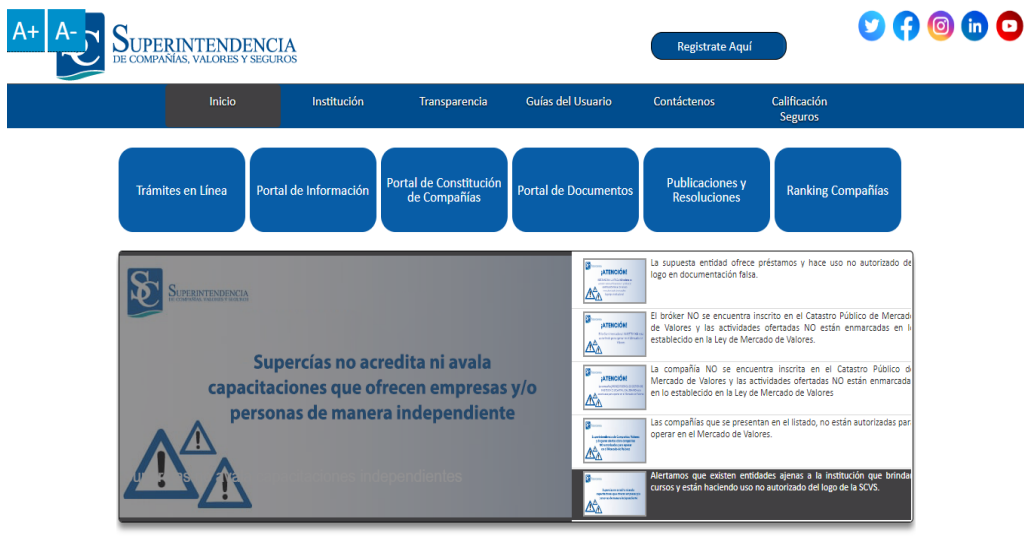 A+ A-
SUPERINTENDENCIA
DE COMPAÑÍAS, VALORES Y SEGUROS
Registrate Aquí
Inicio
Institución
Transparencia
Guías del Usuario
Contáctenos
Calificación
Seguros
Trámites en Línea
Portal de Información
Portal de Constitución
de Compañías
Portal de Documentos
Publicaciones y
Resoluciones
Ranking Compañías
SC
SUPERINTENDENCIA
DE COMPAÑÍAS, VALORES Y SEGUROS
Supercías no acredita ni avala
capacitaciones que ofrecen empresas y/o
personas de manera independiente
independientes
¡ATENCIÓN!
La supuesta entidad ofrece préstamos y hace uso no autorizado de
logo en documentación falsa.
¡ATENCIÓN!
El bróker NO se encuentra inscrito en el Catastro Público de Mercad
de Valores y las actividades ofertadas NO están enmarcadas en l
establecido en la Ley de Mercado de Valores.
¡ATENCIÓN!
La compañía NO se encuentra inscrita en el Catastro Público d
Mercado de Valores y las actividades ofertadas NO están enmarcada
en lo establecido en la Ley de Mercado de Valores
Las compañías que se presentan en el listado, no están autorizadas par
operar en el Mercado de Valores.
Alertamos que existen entidades ajenas a la institución que brindan
cursos y están haciendo uso no autorizado del logo de la SCVS.